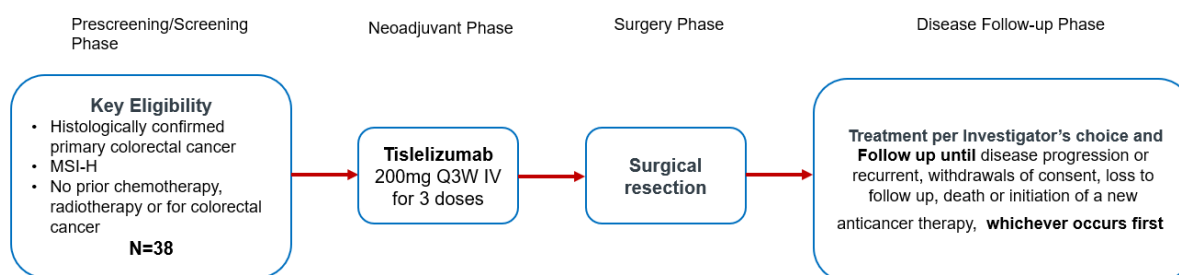 Prescreening/Screening
Phase
Neoadjuvant Phase
Surgery Phase
Disease Follow-up Phase
Key Eligibility
• Histologically confirmed
primary colorectal cancer
• MSI-H
• No prior chemotherapy,
radiotherapy or for colorectal
cancer
N=38
Tislelizumab
200mg Q3W IV
for 3 doses
Surgical
resection
Treatment per Investigator's choice and
Follow up until disease progression or
recurrent, withdrawals of consent, loss to
follow up, death or initiation of a new
anticancer therapy, whichever occurs first